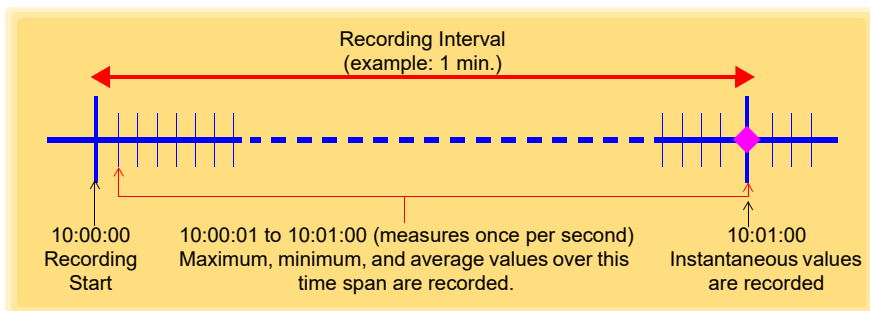 Recording Interval
(example: 1 min.)
10:00:00
Recording
Start
10:00:01 to 10:01:00 (measures once per second)
Maximum, minimum, and average values over this
time span are recorded.
10:01:00
Instantaneous values
are recorded